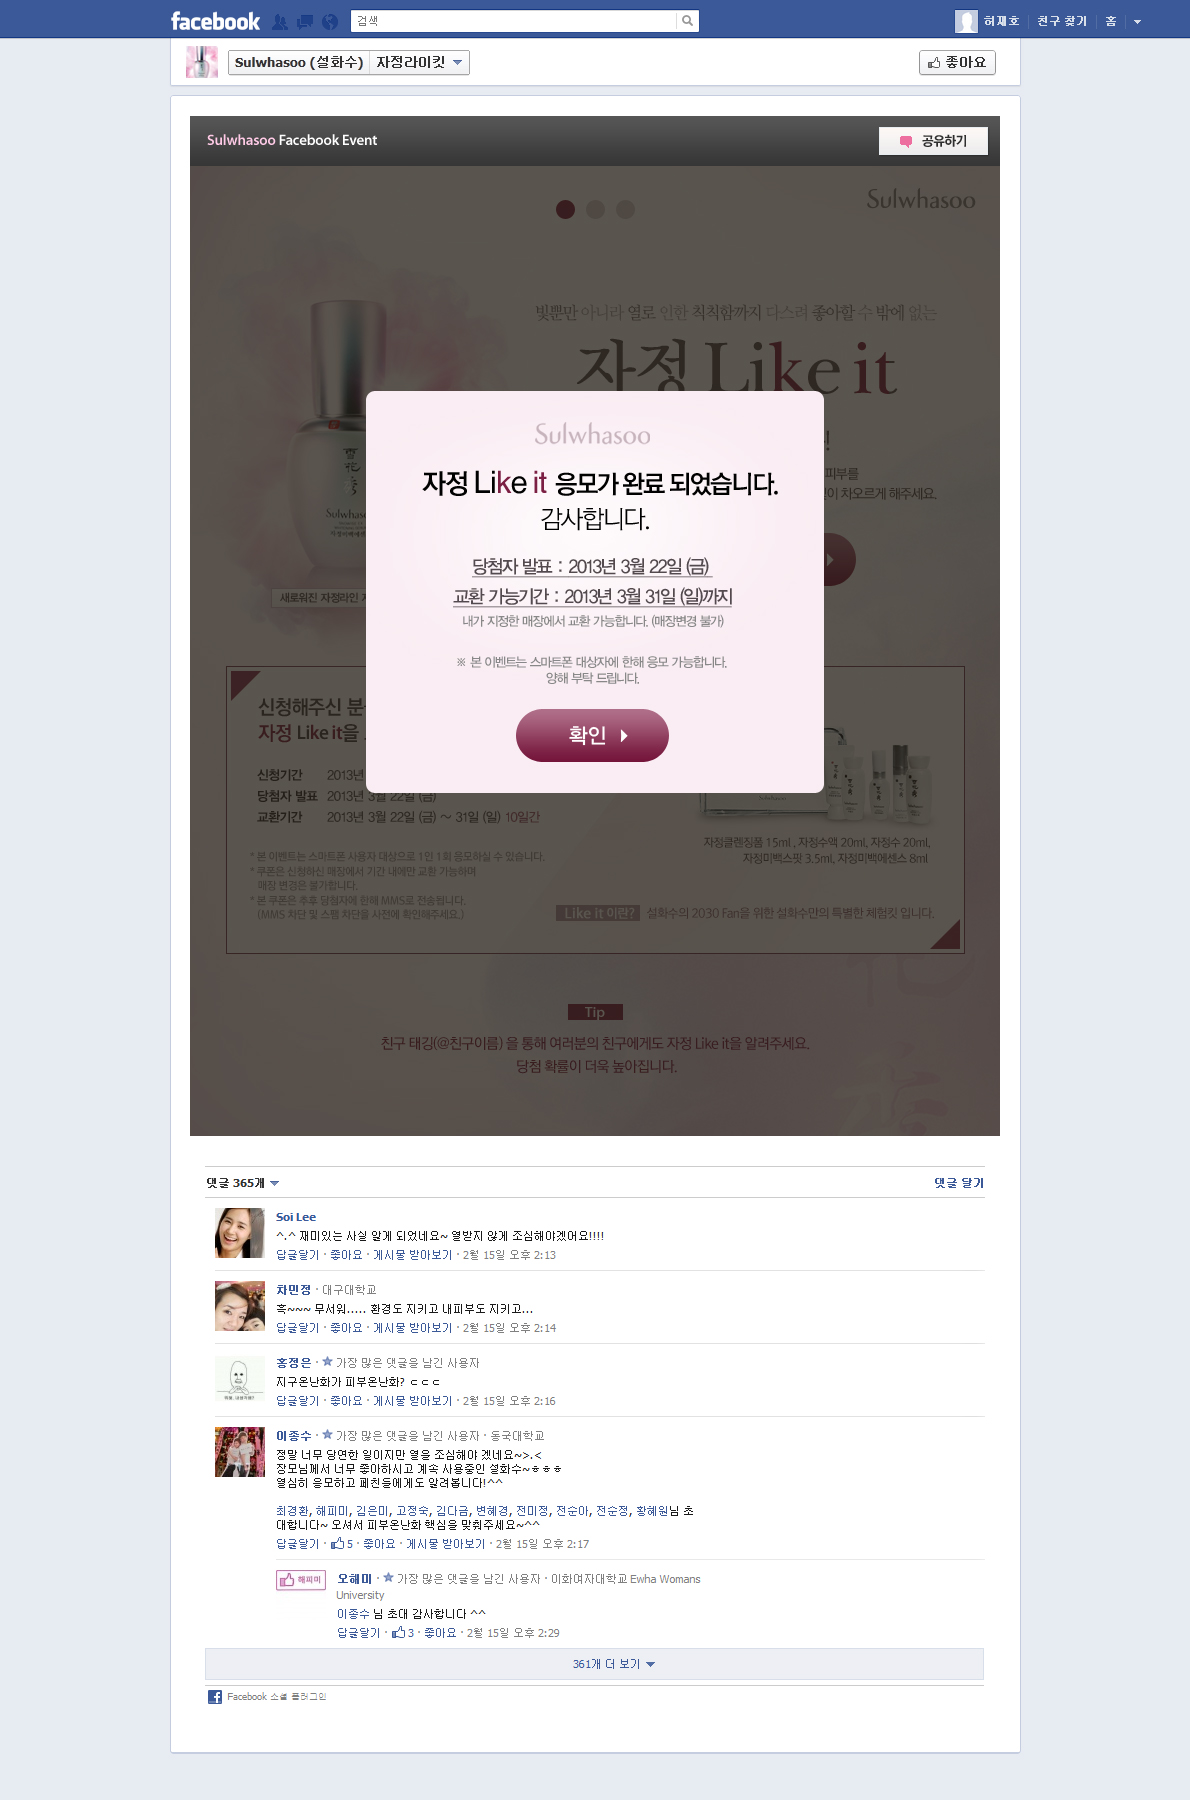 facebook
검색
허재호
친구 찾기
홈
Sulwhasoo (설화수)
자정라이킷
좋아요
Sulwhasoo Facebook Event
공유하기
Sulwhasoo
빛뿐만 아니라 열로 인한 칙칙함까지 다스려 좋아할 수 밖에 없는
자정 Like it
피부를
이 차오르게 해주세요.
Sulwhasoo
자정 Like it 응모가 완료 되었습니다.
감사합니다.
당첨자 발표 : 2013년 3월 22일 (금)
교환 가능기간 : 2013년 3월 31일 (일)까지
내가 지정한 매장에서 교환 가능합니다. (매장변경 불가)
※ 본 이벤트는 스마트폰 대상자에 한해 응모 가능합니다.
양해 부탁 드립니다.
확인
Sulwhasoo
새로워진 자정라인
신청해주신 분
자정 Like it을
신청기간 2013년
당첨자 발표 2013년 3월 22일 (금)
교환기간 2013년 3월 22일 (금) ~ 31일 (일) 10일간
* 본 이벤트는 스마트폰 사용자 대상으로 1인 1회 응모하실 수 있습니다.
* 쿠폰은 신청하신 매장에서 기간 내에만 교환 가능하며
매장 변경은 불가합니다.
* 본 쿠폰은 추후 당첨자에 한해 MMS로 전송됩니다.
(MMS 차단 및 스팸 차단을 사전에 확인해주세요.)
자정클렌징폼 15ml , 자정수액 20ml, 자정수 20ml,
자정미백스팟 3.5ml, 자정미백에센스 8ml
Like it 이란? 설화수의 2030 Fan을 위한 설화수만의 특별한 체험킷 입니다.
Tip
친구 태깅(@친구이름) 을 통해 여러분의 친구에게도 자정 Like it을 알려주세요.
당첨 확률이 더욱 높아집니다.
댓글 365개
댓글 달기
Soi Lee
^.^ 재미있는 사실 알게 되었네요~ 열받지 않게 조심해야겠어요!!!!
답글달기 · 좋아요 · 게시물 받아보기 · 2월 15일 오후 2:13
차민정 · 대구대학교
흑~~~ 무서워..... 환경도 지키고 내피부도 지키고...
답글달기 · 좋아요 · 게시물 받아보기 · 2월 15일 오후 2:14
홍정은 · 가장 많은 댓글을 남긴 사용자
지구온난화가 피부온난화? ㄷㄷㄷ
답글달기 · 좋아요 · 게시물 받아보기 · 2월 15일 오후 2:16
이종수 · 가장 많은 댓글을 남긴 사용자 · 동국대학교
정말 너무 당연한 일이지만 열을 조심해야 겠네요~>.<
장모님께서 너무 좋아하시고 계속 사용중인 설화수~ㅎㅎㅎ
열심히 응모하고 페친들에게도 알려봅니다!^^
최경환, 해피미, 김은미, 고정숙, 김다금, 변혜경, 전미정, 전순아, 전순정, 황혜원님 초
대합니다~ 오셔서 피부온난화 핵심을 맞춰주세요~^^
답글달기 · 5 · 좋아요 · 게시물 받아보기 · 2월 15일 오후 2:17
해피미
오혜미 · 가장 많은 댓글을 남긴 사용자 · 이화여자대학교 Ewha Womans
University
이종수 님 초대 감사합니다 ^^
답글달기 · 3 · 좋아요 · 2월 15일 오후 2:29
361개 더 보기
Facebook 소셜 플러그인